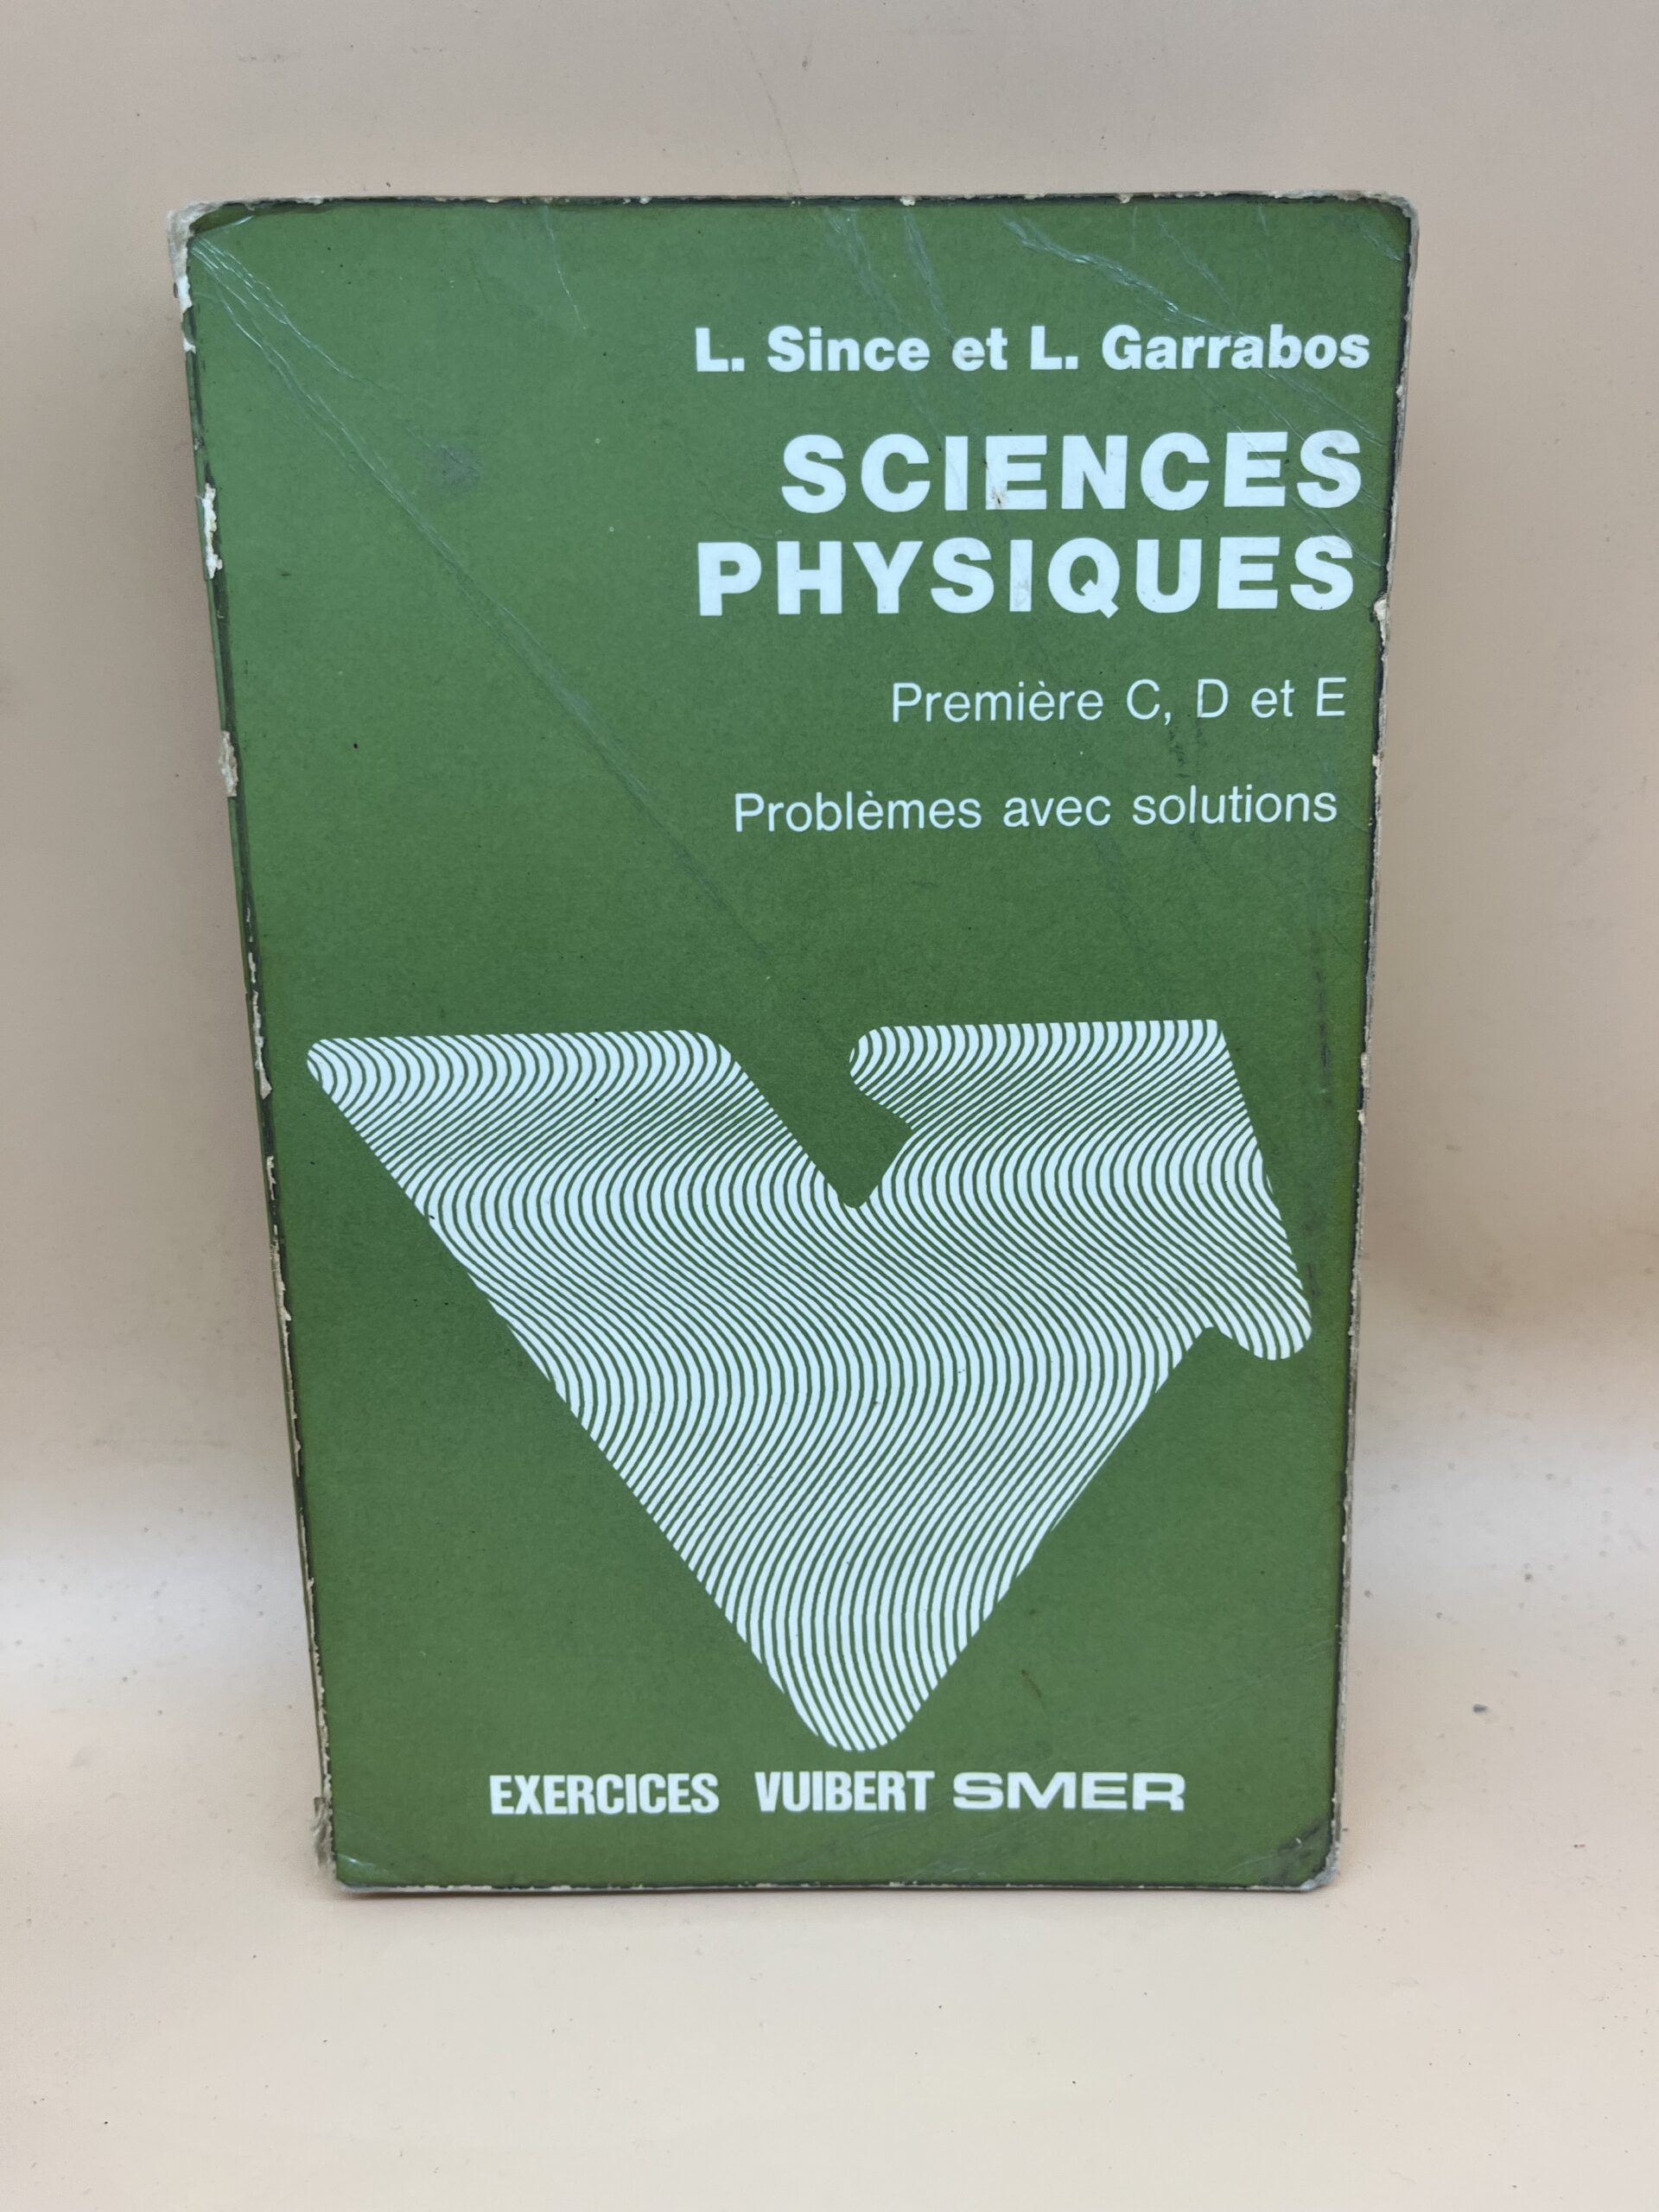 L. Since et L. Garrabos
SCIENCES
PHYSIQUES
Première C, D et E
Problèmes avec solutions
EXERCICES VUIBERT SMER